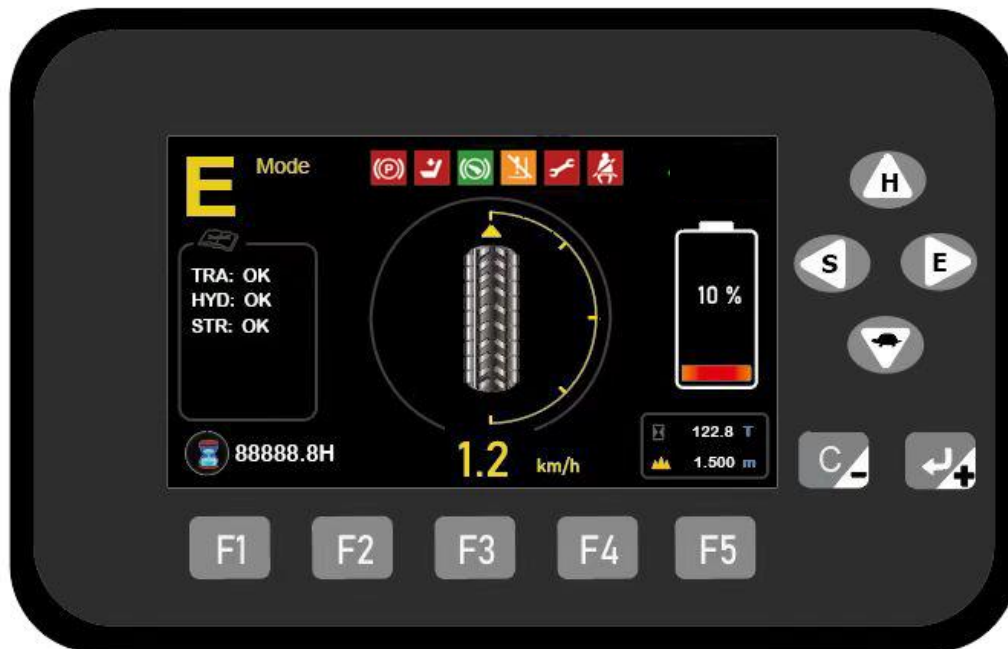 E Mode
TRA: OK
HYD: OK
STR: OK
10 %
88888.8H
1.2 km/h
122.8 T
1.500 m
H
S
E
C -
+
F1 F2 F3 F4 F5
P